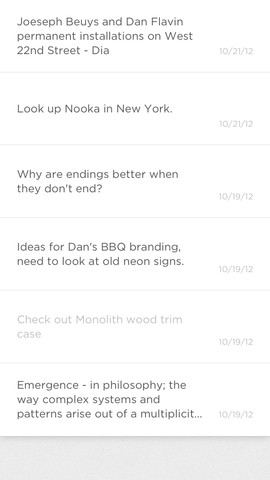 Joeseph Beuys and Dan Flavin
permanent installations on West
22nd Street - Dia
10/21/12
Look up Nooka in New York.
10/21/12
Why are endings better when
they don't end?
10/19/12
Ideas for Dan's BBQ branding,
need to look at old neon signs.
10/19/12
Check out Monolith wood trim
case
10/19/12
Emergence - in philosophy; the
way complex systems and
patterns arise out of a multiplicit...
10/19/12